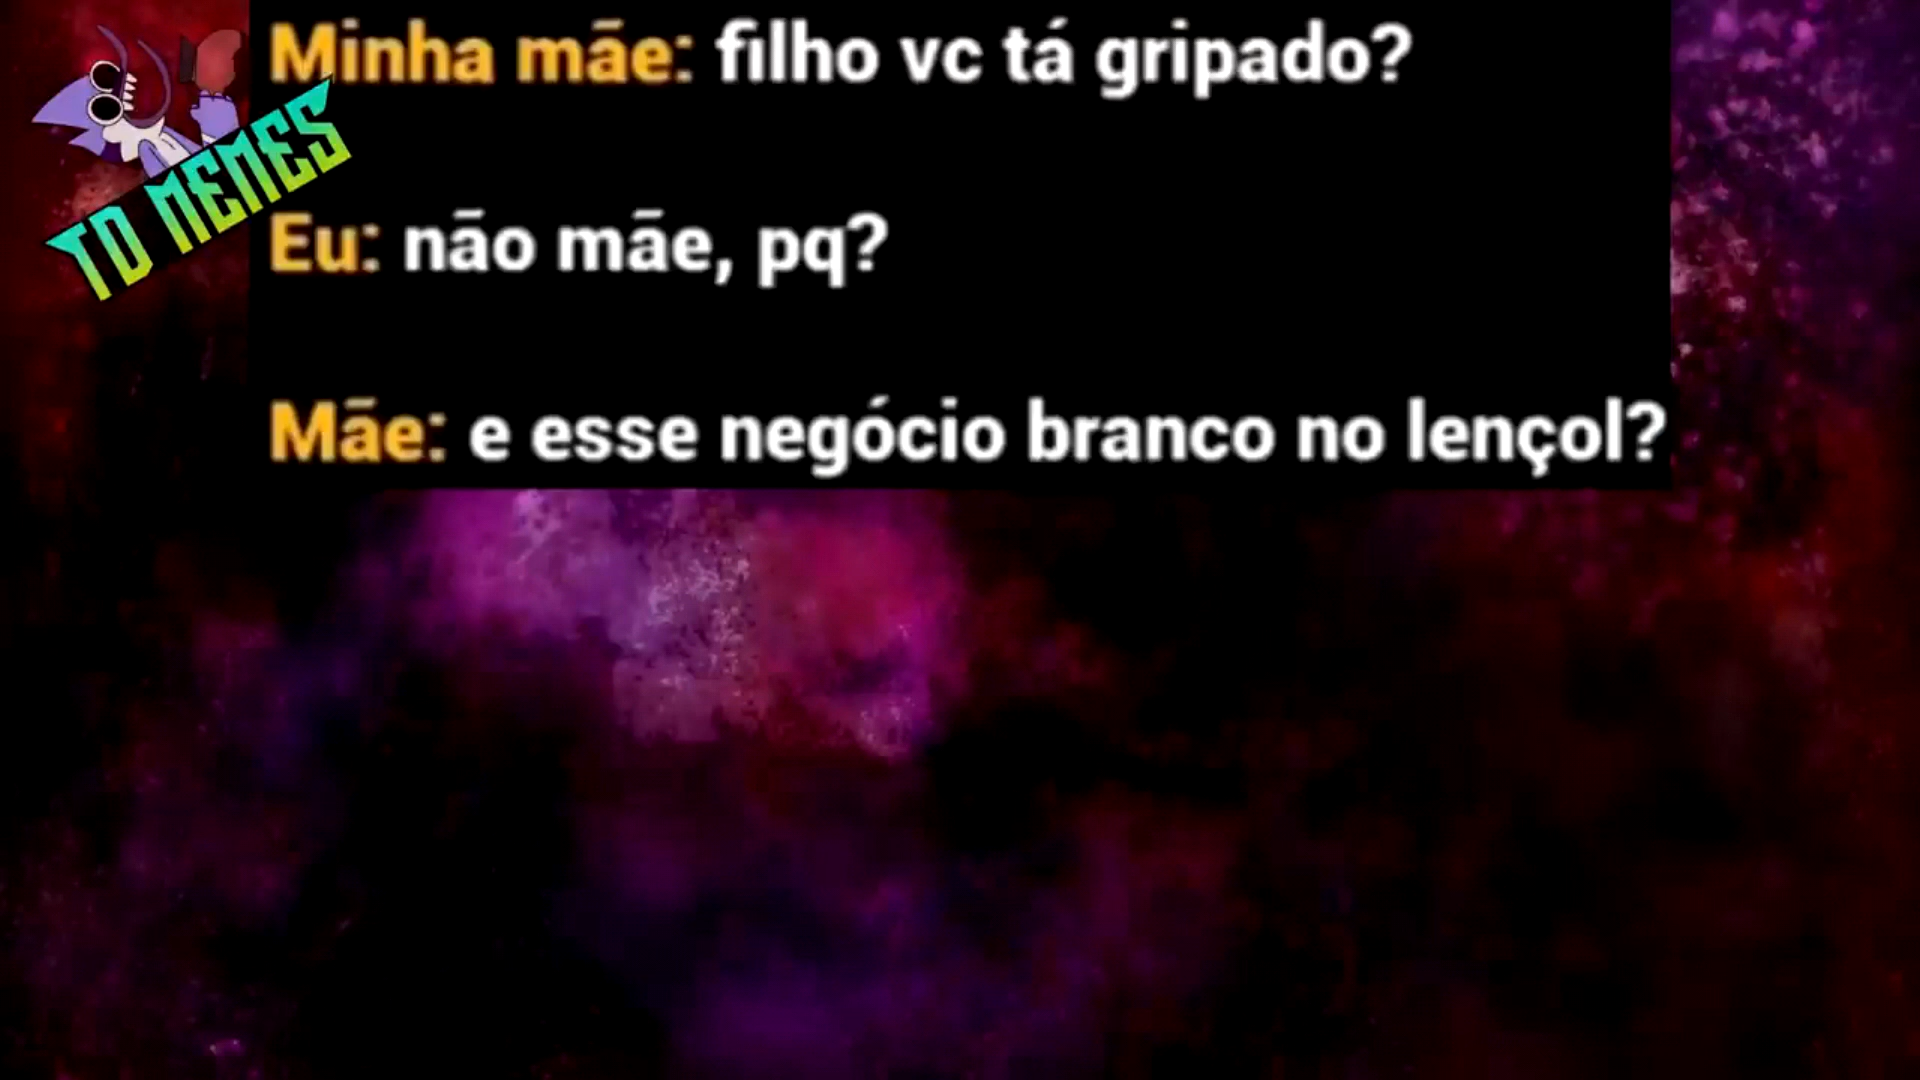 Minha mãe: filho vc tá gripado?
TD MEMES
Eu: não mãe, pq?
Mãe: e esse negócio branco no lençol?